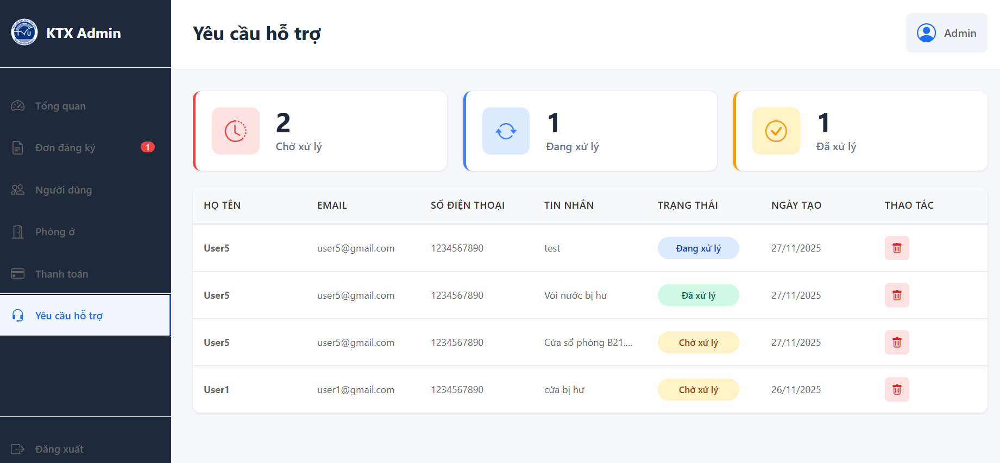 KTX Admin
Yêu cầu hỗ trợ
Admin
Tổng quan
Đơn đăng ký 1
Người dùng
Phòng ở
Thanh toán
Yêu cầu hỗ trợ
Đăng xuất
2
Chờ xử lý
1
Đang xử lý
1
Đã xử lý
HỌ TÊN EMAIL SỐ ĐIỆN THOẠI TIN NHẮN TRẠNG THÁI NGÀY TẠO THAO TÁC
User5 user5@gmail.com 1234567890 test Đang xử lý 27/11/2025
User5 user5@gmail.com 1234567890 Vòi nước bị hư Đã xử lý 27/11/2025
User5 user5@gmail.com 1234567890 Cửa sổ phòng B21.... Chờ xử lý 27/11/2025
User1 user1@gmail.com 1234567890 cửa bị hư Chờ xử lý 26/11/2025